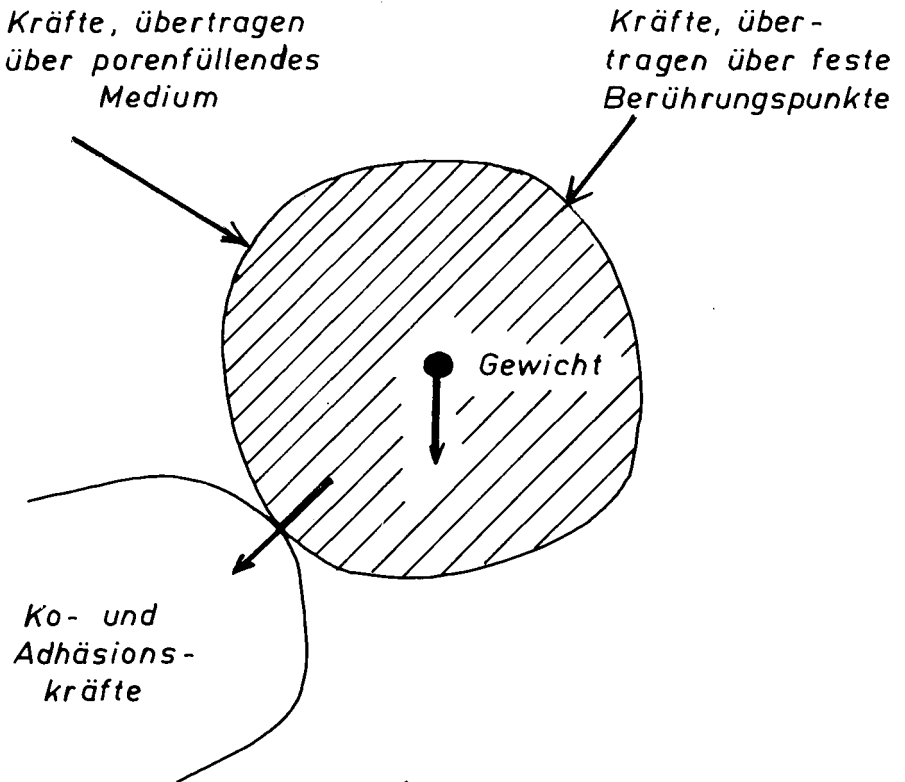 Kräfte, übertragen
über porenfüllendes
Medium
Kräfte, über-
tragen über feste
Berührungspunkte
Gewicht
Ko- und
Adhäsions-
kräfte